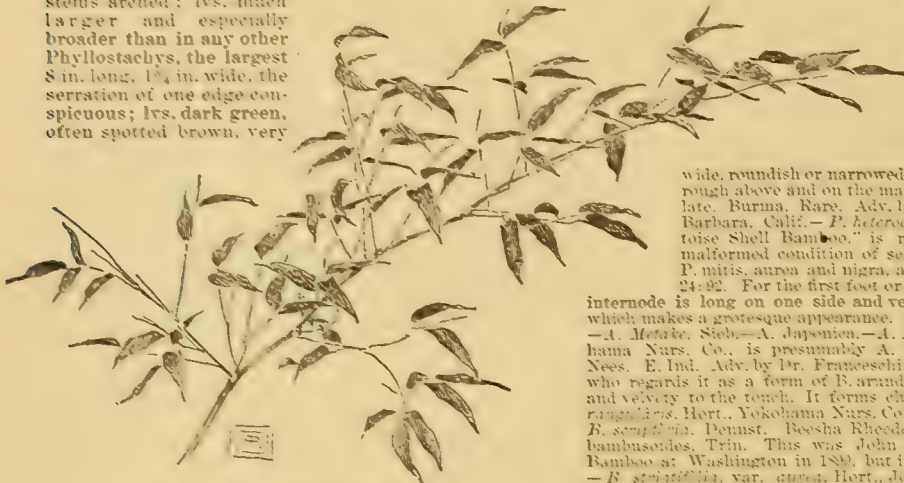 stems arched; lvs. much
larger and especially
broader than in any other
Phyllostachys, the largest
8 in. long, 1¾ in. wide, the
serration of one edge con-
spicuous; lvs. dark green,
often spotted brown, very
wide, roundish or narrowed
rough above and on the ma
late. Burma. Rare. Adv.
Barbara, Calif.—P. heteroc
toise Shell Bamboo," is
malformed condition of se
P. mitis, aurea and nigra, a
24:92. For the first foot or
internode is long on one side and ve
which makes a grotesque appearance.
—A. Metake, Sieb.—A. Japonica.—A.
hama Nurs. Co., is presumably A.
Nees. E. Ind. Adv. by Dr. Franceschi
who regards it as a form of B. arund
and velvety to the touch. It forms
Hort., Yokohama Nurs. Co
Dennst. Beesha Rheede
bambusoides, Trin. This was John
Bamboo at Washington in but i
var. aurea, Hort.,